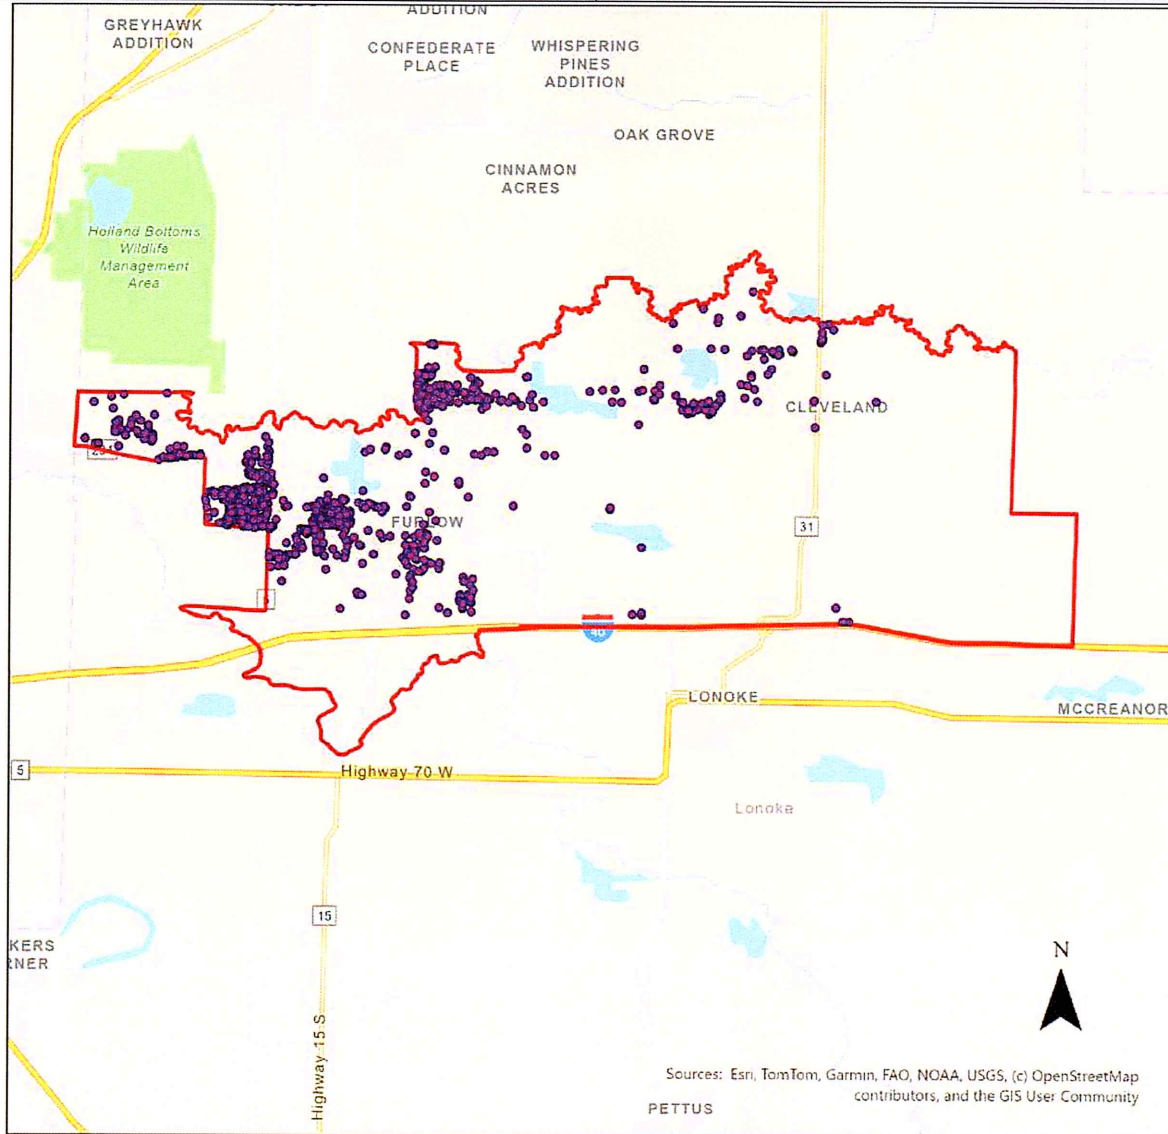 ADDITION
GREYHAWK
ADDITION
CONFEDERATE
PLACE
WHISPERING
PINES
ADDITION
OAK GROVE
CINNAMON
ACRES
Holland Bottoms
Wildlife
Management
Area
CLEVELAND
FURLOW
31
40
LONOKE
MCCREANOR
5
Highway 70 W
Lonoke
15
KERS
RNER
N
Highway 15 S
Sources: Esri, TomTom, Garmin, FAO, NOAA, USGS, (c) OpenStreetMap
contributors, and the GIS User Community
PETTUS